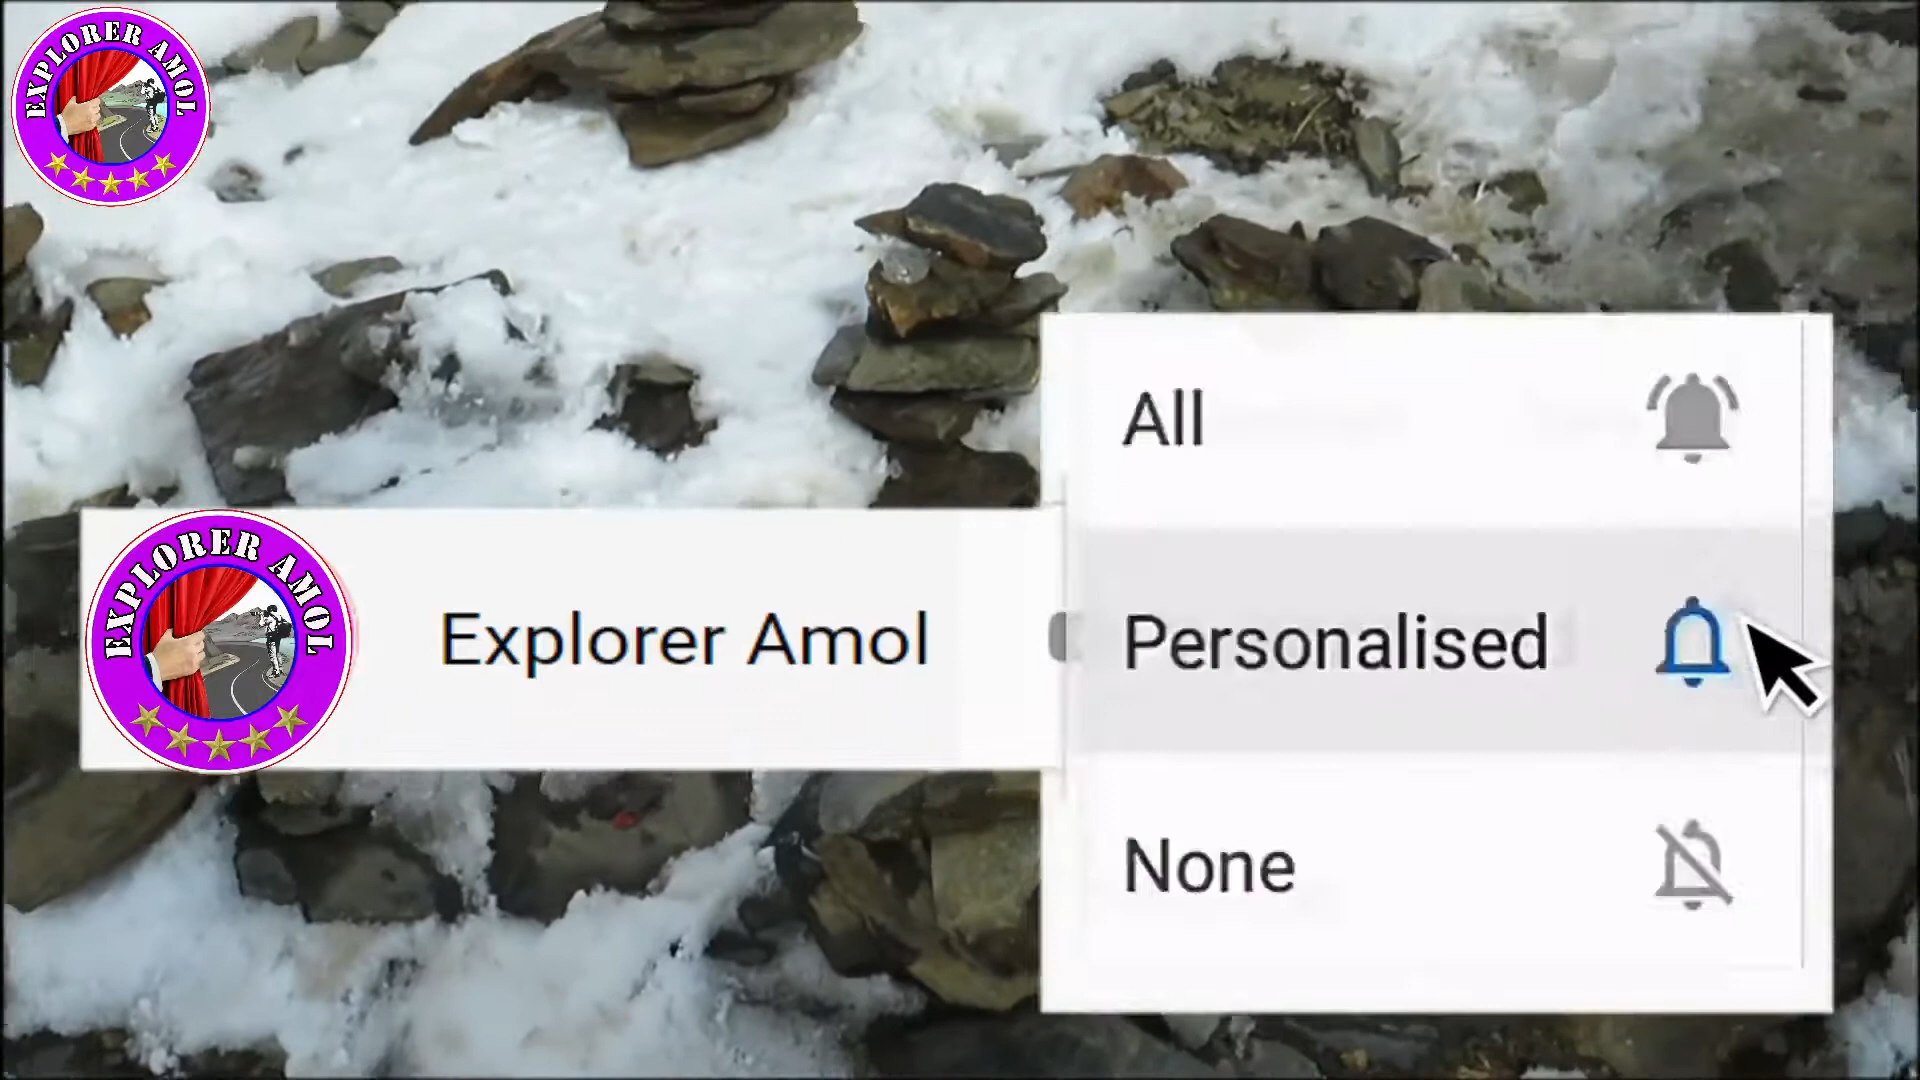 EXPLORER AMOL
All
EXPLORER AMOL
Explorer Amol
Personalised
None